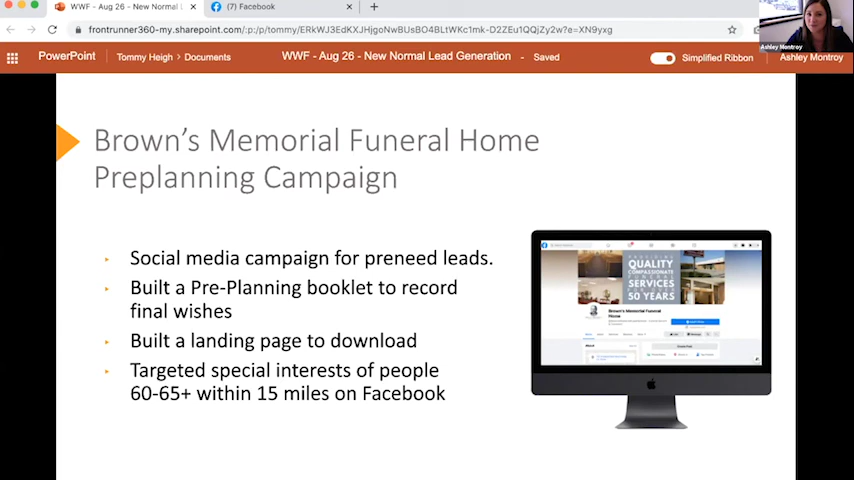 WWF - Aug 26 - New Normal L
(7) Facebook
frontrunner360-my.sharepoint.com/:p:/p/tommy/ERkWJ3EdKXJHjgoNwBUsBO4BLtWKc1mk-D2ZEu1QQjZy2w?e=XN9yxg
Ashley Montroy
PowerPoint
Tommy Heigh > Documents
WWF - Aug 26 - New Normal Lead Generation - Saved
Simplified Ribbon
Ashley Montroy
Brown's Memorial Funeral Home
Preplanning Campaign
Social media campaign for preneed leads.
Built a Pre-Planning booklet to record
final wishes
Built a landing page to download
Targeted special interests of people
60-65+ within 15 miles on Facebook
PROVIDING
QUALITY
COMPASSIONATE
FUNERAL
SERVICES
FOR OVER
50 YEARS
Brown's Memorial Funeral
Home